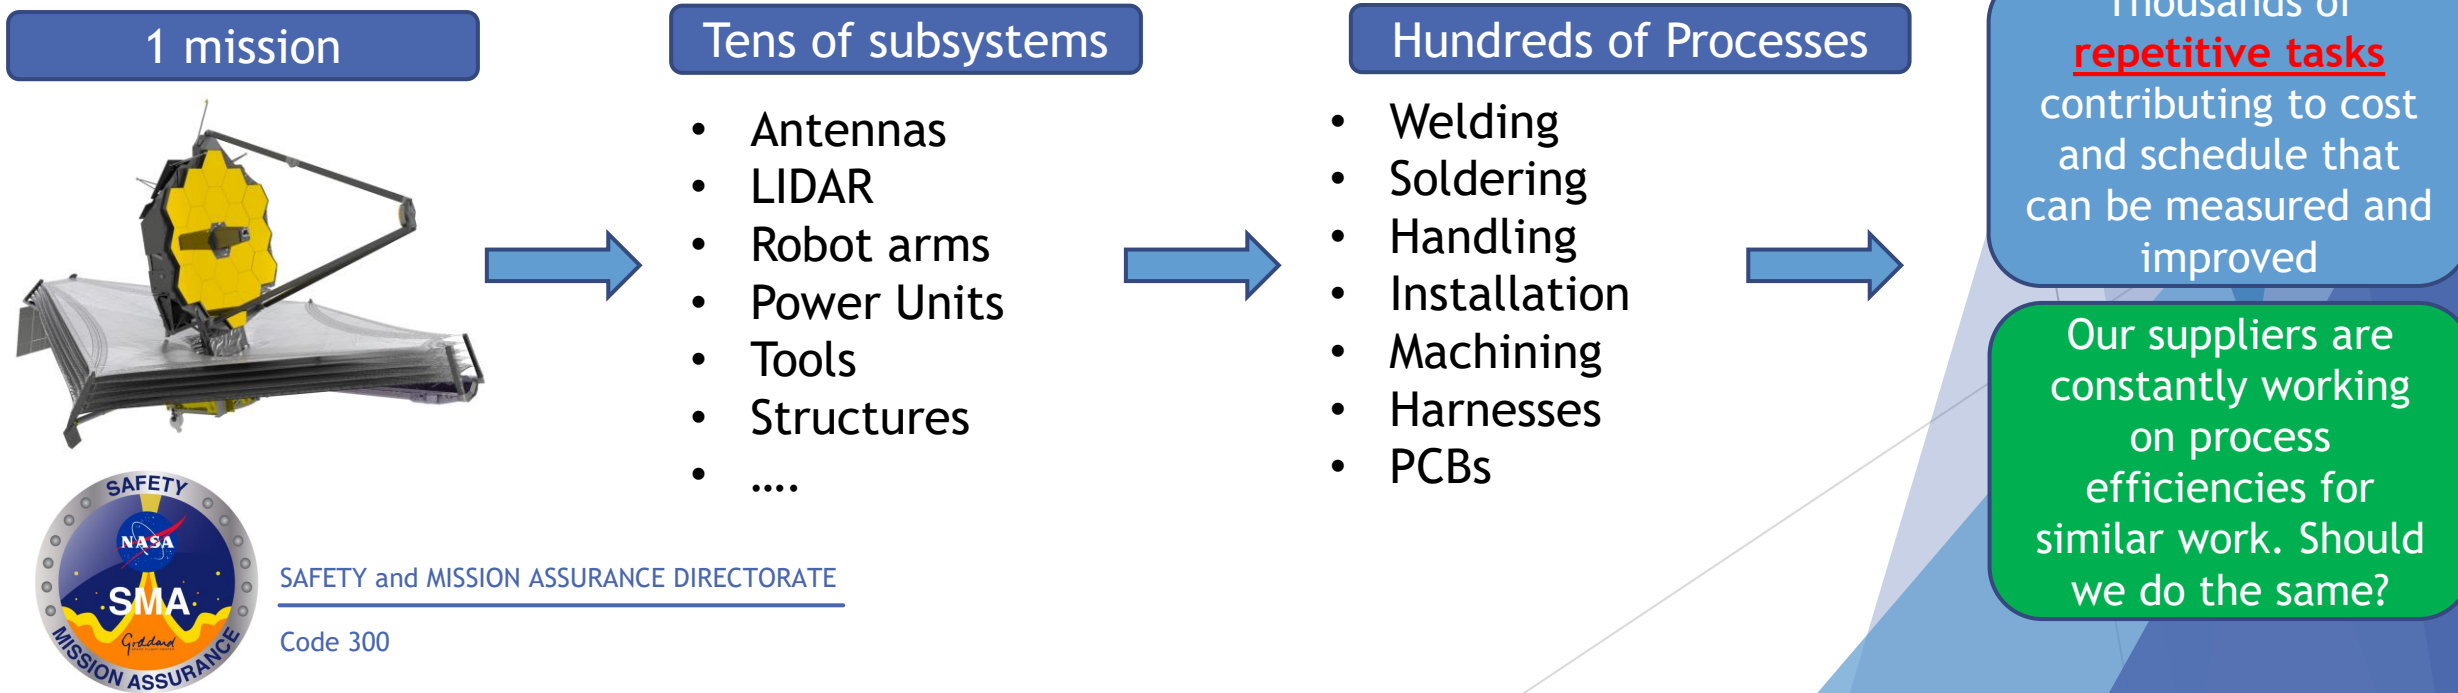 1 mission
Tens of subsystems
• Antennas
• LIDAR
• Robot arms
• Power Units
• Tools
• Structures
• ....
Hundreds of Processes
• Welding
• Soldering
• Handling
• Installation
• Machining
• Harnesses
• PCBs
Thousands of
repetitive tasks
contributing to cost
and schedule that
can be measured and
improved
Our suppliers are
constantly working
on process
efficiencies for
similar work. Should
we do the same?
SAFETY
NASA
SMA
Goddard
MISSION ASSURANCE
SAFETY and MISSION ASSURANCE DIRECTORATE
Code 300